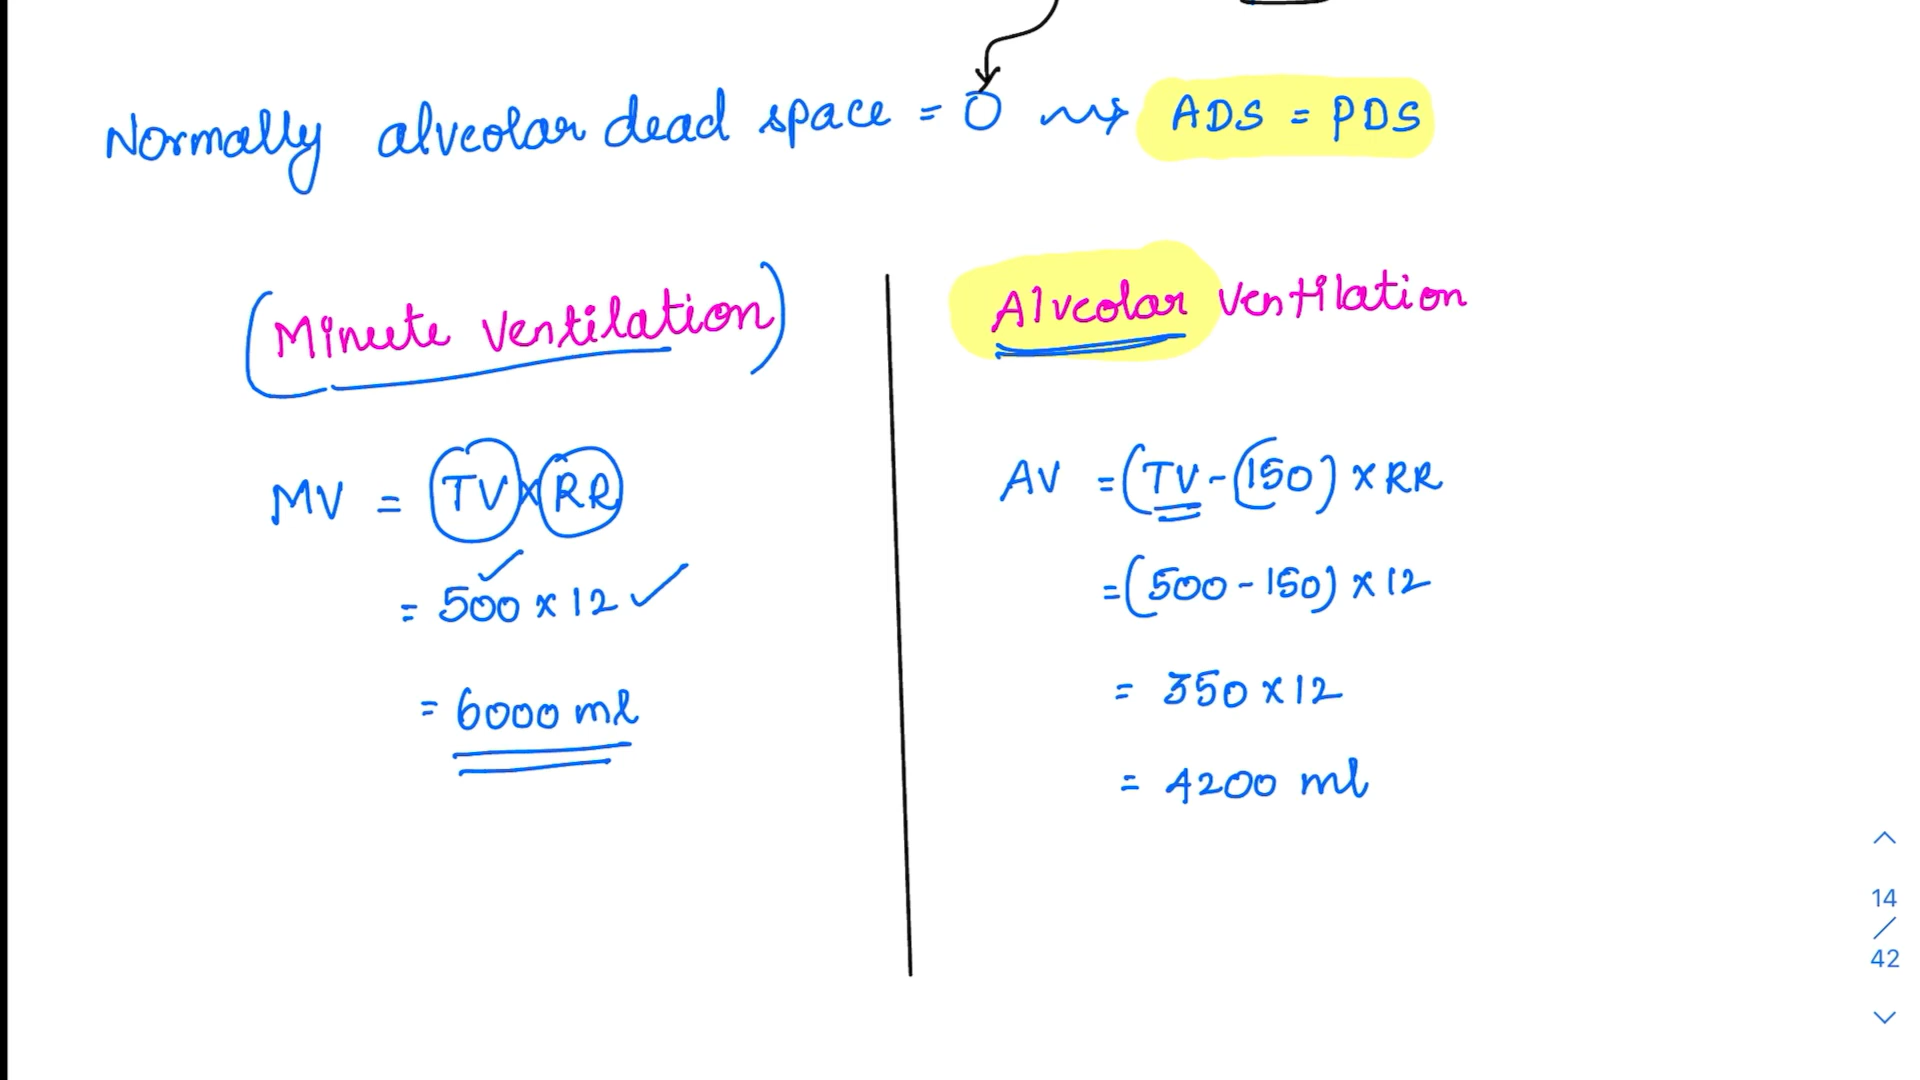 Normally alveolar dead space = 0 ⇝ ADS = PDS
(Minute ventilation)
MV = TV x RR
= 500 x 12 ✓
= 6000 ml
Alveolar ventilation
AV = (TV - 150) x RR
= (500 - 150) x 12
= 350 x 12
= 4200 ml
14
/
42